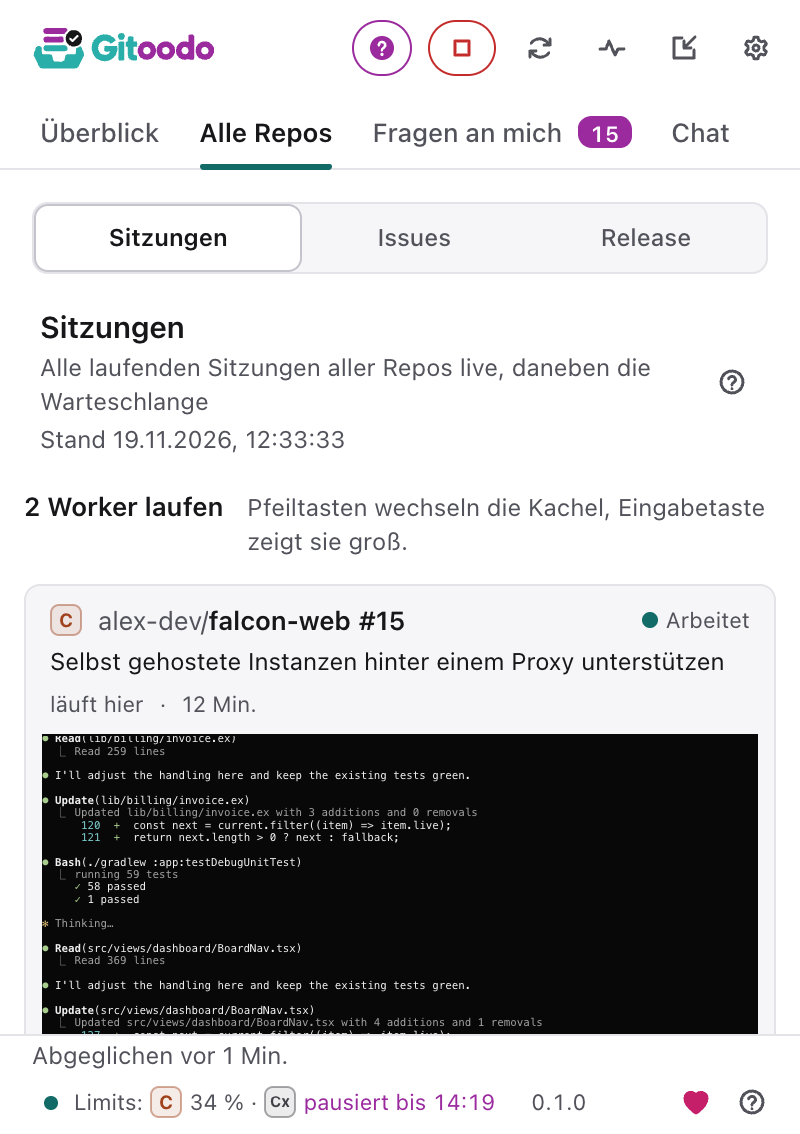 Gitoodo
Überblick Alle Repos Fragen an mich 15 Chat
Sitzungen Issues Release
Sitzungen
Alle laufenden Sitzungen aller Repos live, daneben die
Warteschlange
Stand 19.11.2026, 12:33:33
2 Worker laufen Pfeiltasten wechseln die Kachel, Eingabetaste
zeigt sie groß.
C alex-dev/falcon-web #15 Arbeitet
Selbst gehostete Instanzen hinter einem Proxy unterstützen
läuft hier · 12 Min.
● Read(lib/billing/invoice.ex)
⎿ Read 259 lines
● I'll adjust the handling here and keep the existing tests green.
● Update(lib/billing/invoice.ex)
⎿ Updated lib/billing/invoice.ex with 3 additions and 0 removals
120 + const next = current.filter((item) => item.live);
121 + return next.length > 0 ? next : fallback;
● Bash(./gradlew :app:testDebugUnitTest)
⎿ running 59 tests
✓ 58 passed
✓ 1 passed
✻ Thinking…
● Read(src/views/dashboard/BoardNav.tsx)
⎿ Read 369 lines
● I'll adjust the handling here and keep the existing tests green.
● Update(src/views/dashboard/BoardNav.tsx)
⎿ Updated src/views/dashboard/BoardNav.tsx with 4 additions and 1 removals
Abgeglichen vor 1 Min.
Limits: C 34 % · Cx pausiert bis 14:19 0.1.0